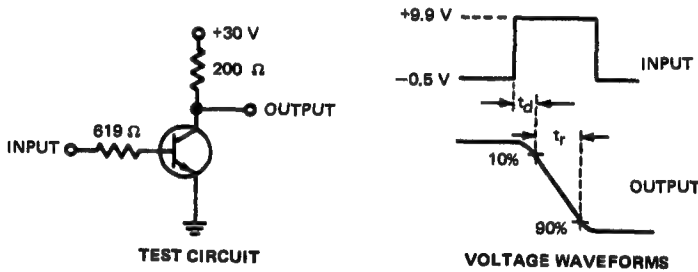 +30 V
200 Ω
OUTPUT
619 Ω
INPUT
TEST CIRCUIT
+9.9 V
INPUT
−0.5 V
td
tr
10%
OUTPUT
90%
VOLTAGE WAVEFORMS